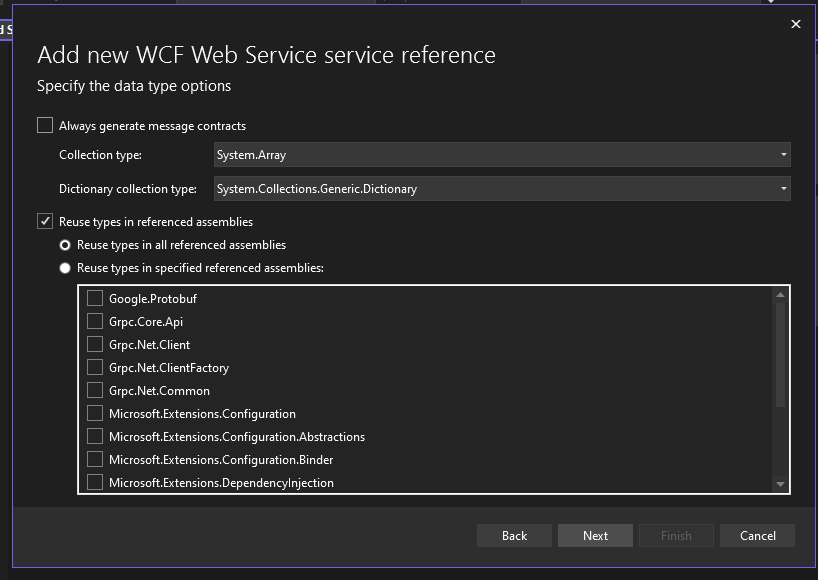 d S
Add new WCF Web Service service reference
Specify the data type options
Always generate message contracts
Collection type: System.Array
Dictionary collection type: System.Collections.Generic.Dictionary
Reuse types in referenced assemblies
Reuse types in all referenced assemblies
Reuse types in specified referenced assemblies:
Google.Protobuf
Grpc.Core.Api
Grpc.Net.Client
Grpc.Net.ClientFactory
Grpc.Net.Common
Microsoft.Extensions.Configuration
Microsoft.Extensions.Configuration.Abstractions
Microsoft.Extensions.Configuration.Binder
Microsoft.Extensions.DependencyInjection
Back Next Finish Cancel